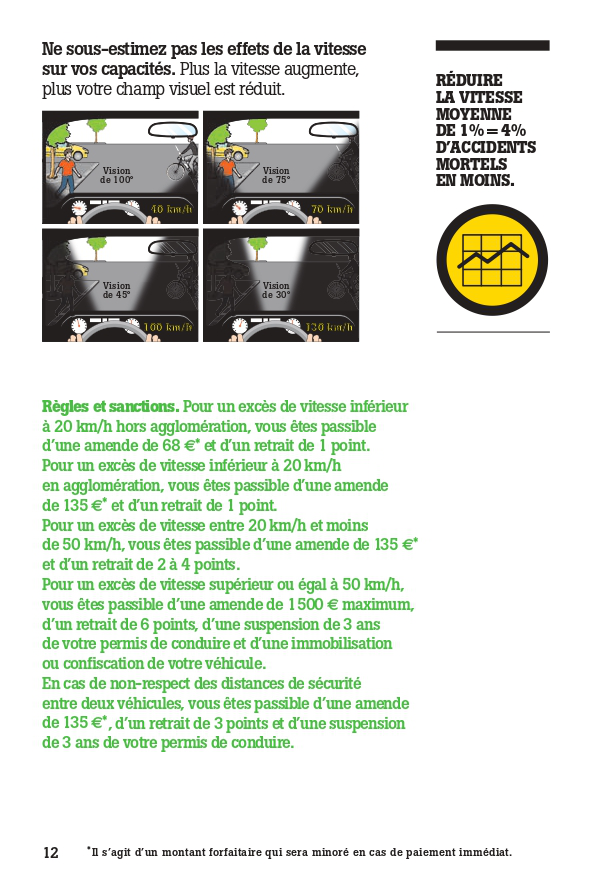 Ne sous-estimez pas les effets de la vitesse
sur vos capacités. Plus la vitesse augmente,
plus votre champ visuel est réduit.
Vision
de 100°
40 km/h
Vision
de 75°
70 km/h
Vision
de 45°
100 km/h
Vision
de 30°
130 km/h
RÉDUIRE
LA VITESSE
MOYENNE
DE 1% = 4%
D'ACCIDENTS
MORTELS
EN MOINS.
Règles et sanctions. Pour un excès de vitesse inférieur
à 20 km/h hors agglomération, vous êtes passible
d'une amende de 68 €* et d'un retrait de 1 point.
Pour un excès de vitesse inférieur à 20 km/h
en agglomération, vous êtes passible d'une amende
de 135 €* et d'un retrait de 1 point.
Pour un excès de vitesse entre 20 km/h et moins
de 50 km/h, vous êtes passible d'une amende de 135 €*
et d'un retrait de 2 à 4 points.
Pour un excès de vitesse supérieur ou égal à 50 km/h,
vous êtes passible d'une amende de 1 500 € maximum,
d'un retrait de 6 points, d'une suspension de 3 ans
de votre permis de conduire et d'une immobilisation
ou confiscation de votre véhicule.
En cas de non-respect des distances de sécurité
entre deux véhicules, vous êtes passible d'une amende
de 135 €*, d'un retrait de 3 points et d'une suspension
de 3 ans de votre permis de conduire.
12 *Il s'agit d'un montant forfaitaire qui sera minoré en cas de paiement immédiat.